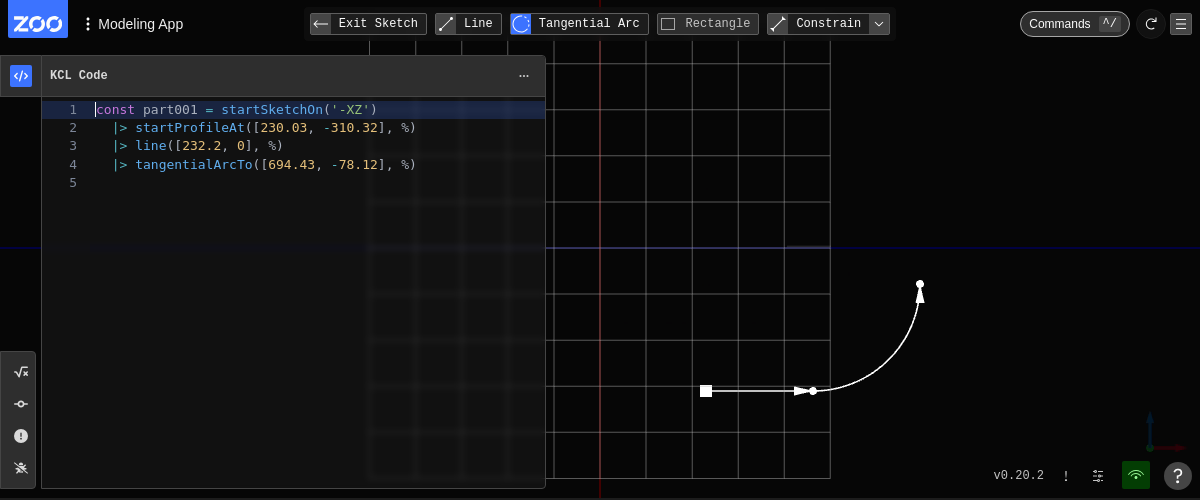 ZOO
Modeling App
Exit Sketch
Line
Tangential Arc
Rectangle
Constrain
Commands ^/
KCL Code
1 const part001 = startSketchOn('-XZ')
2   |> startProfileAt([230.03, -310.32], %)
3   |> line([232.2, 0], %)
4   |> tangentialArcTo([694.43, -78.12], %)
5
v0.20.2
!
?